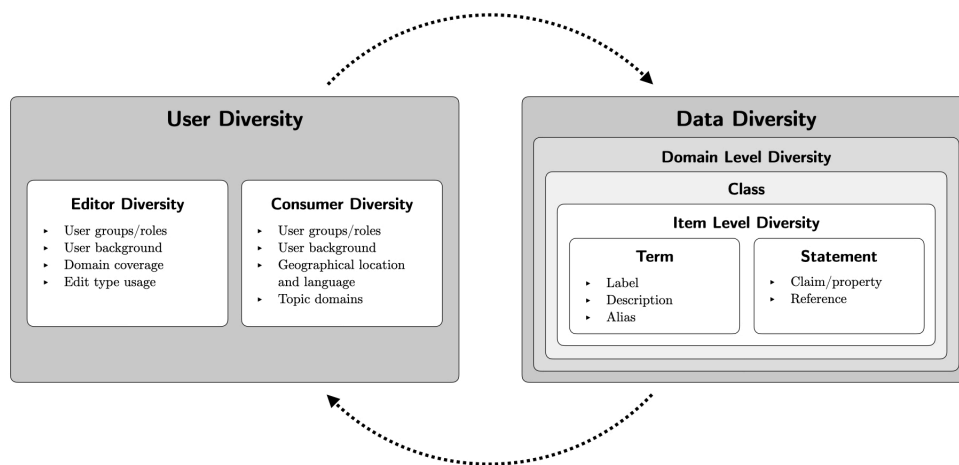 User Diversity
Editor Diversity
‣ User groups/roles
‣ User background
‣ Domain coverage
‣ Edit type usage
Consumer Diversity
‣ User groups/roles
‣ User background
‣ Geographical location
and language
‣ Topic domains
Data Diversity
Domain Level Diversity
Class
Item Level Diversity
Term
‣ Label
‣ Description
‣ Alias
Statement
‣ Claim/property
‣ Reference